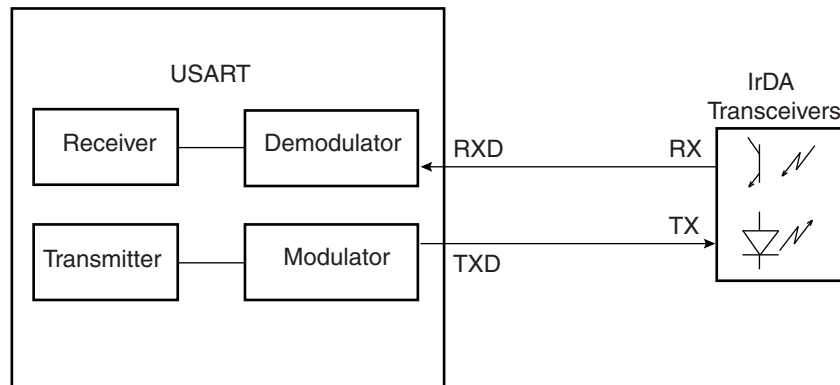 USART
IrDA
Transceivers
Receiver
Demodulator
RXD
RX
Transmitter
Modulator
TXD
TX